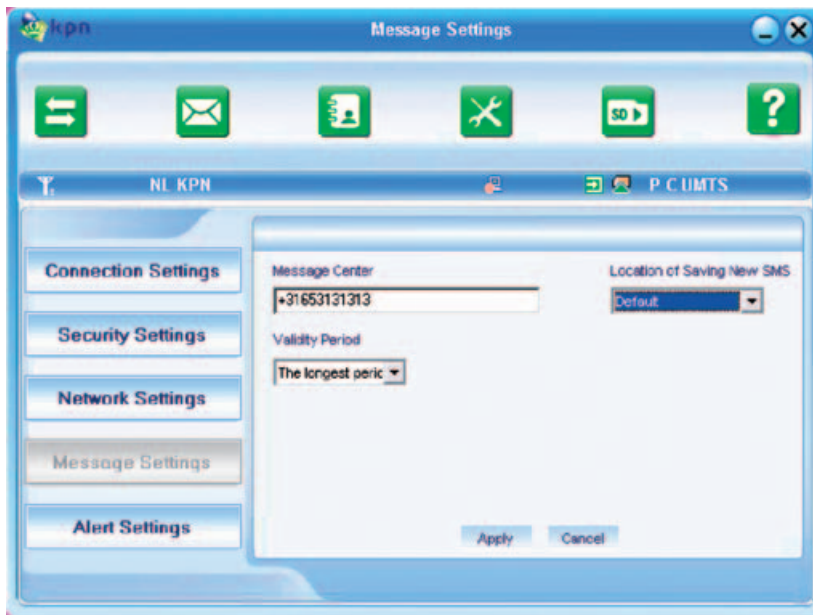 kpn
Message Settings
SD
?
NL KPN
P C UMTS
Connection Settings
Security Settings
Network Settings
Message Settings
Alert Settings
Message Center
+31653131313
Location of Saving New SMS
Default
Validity Period
The longest peric
Apply
Cancel